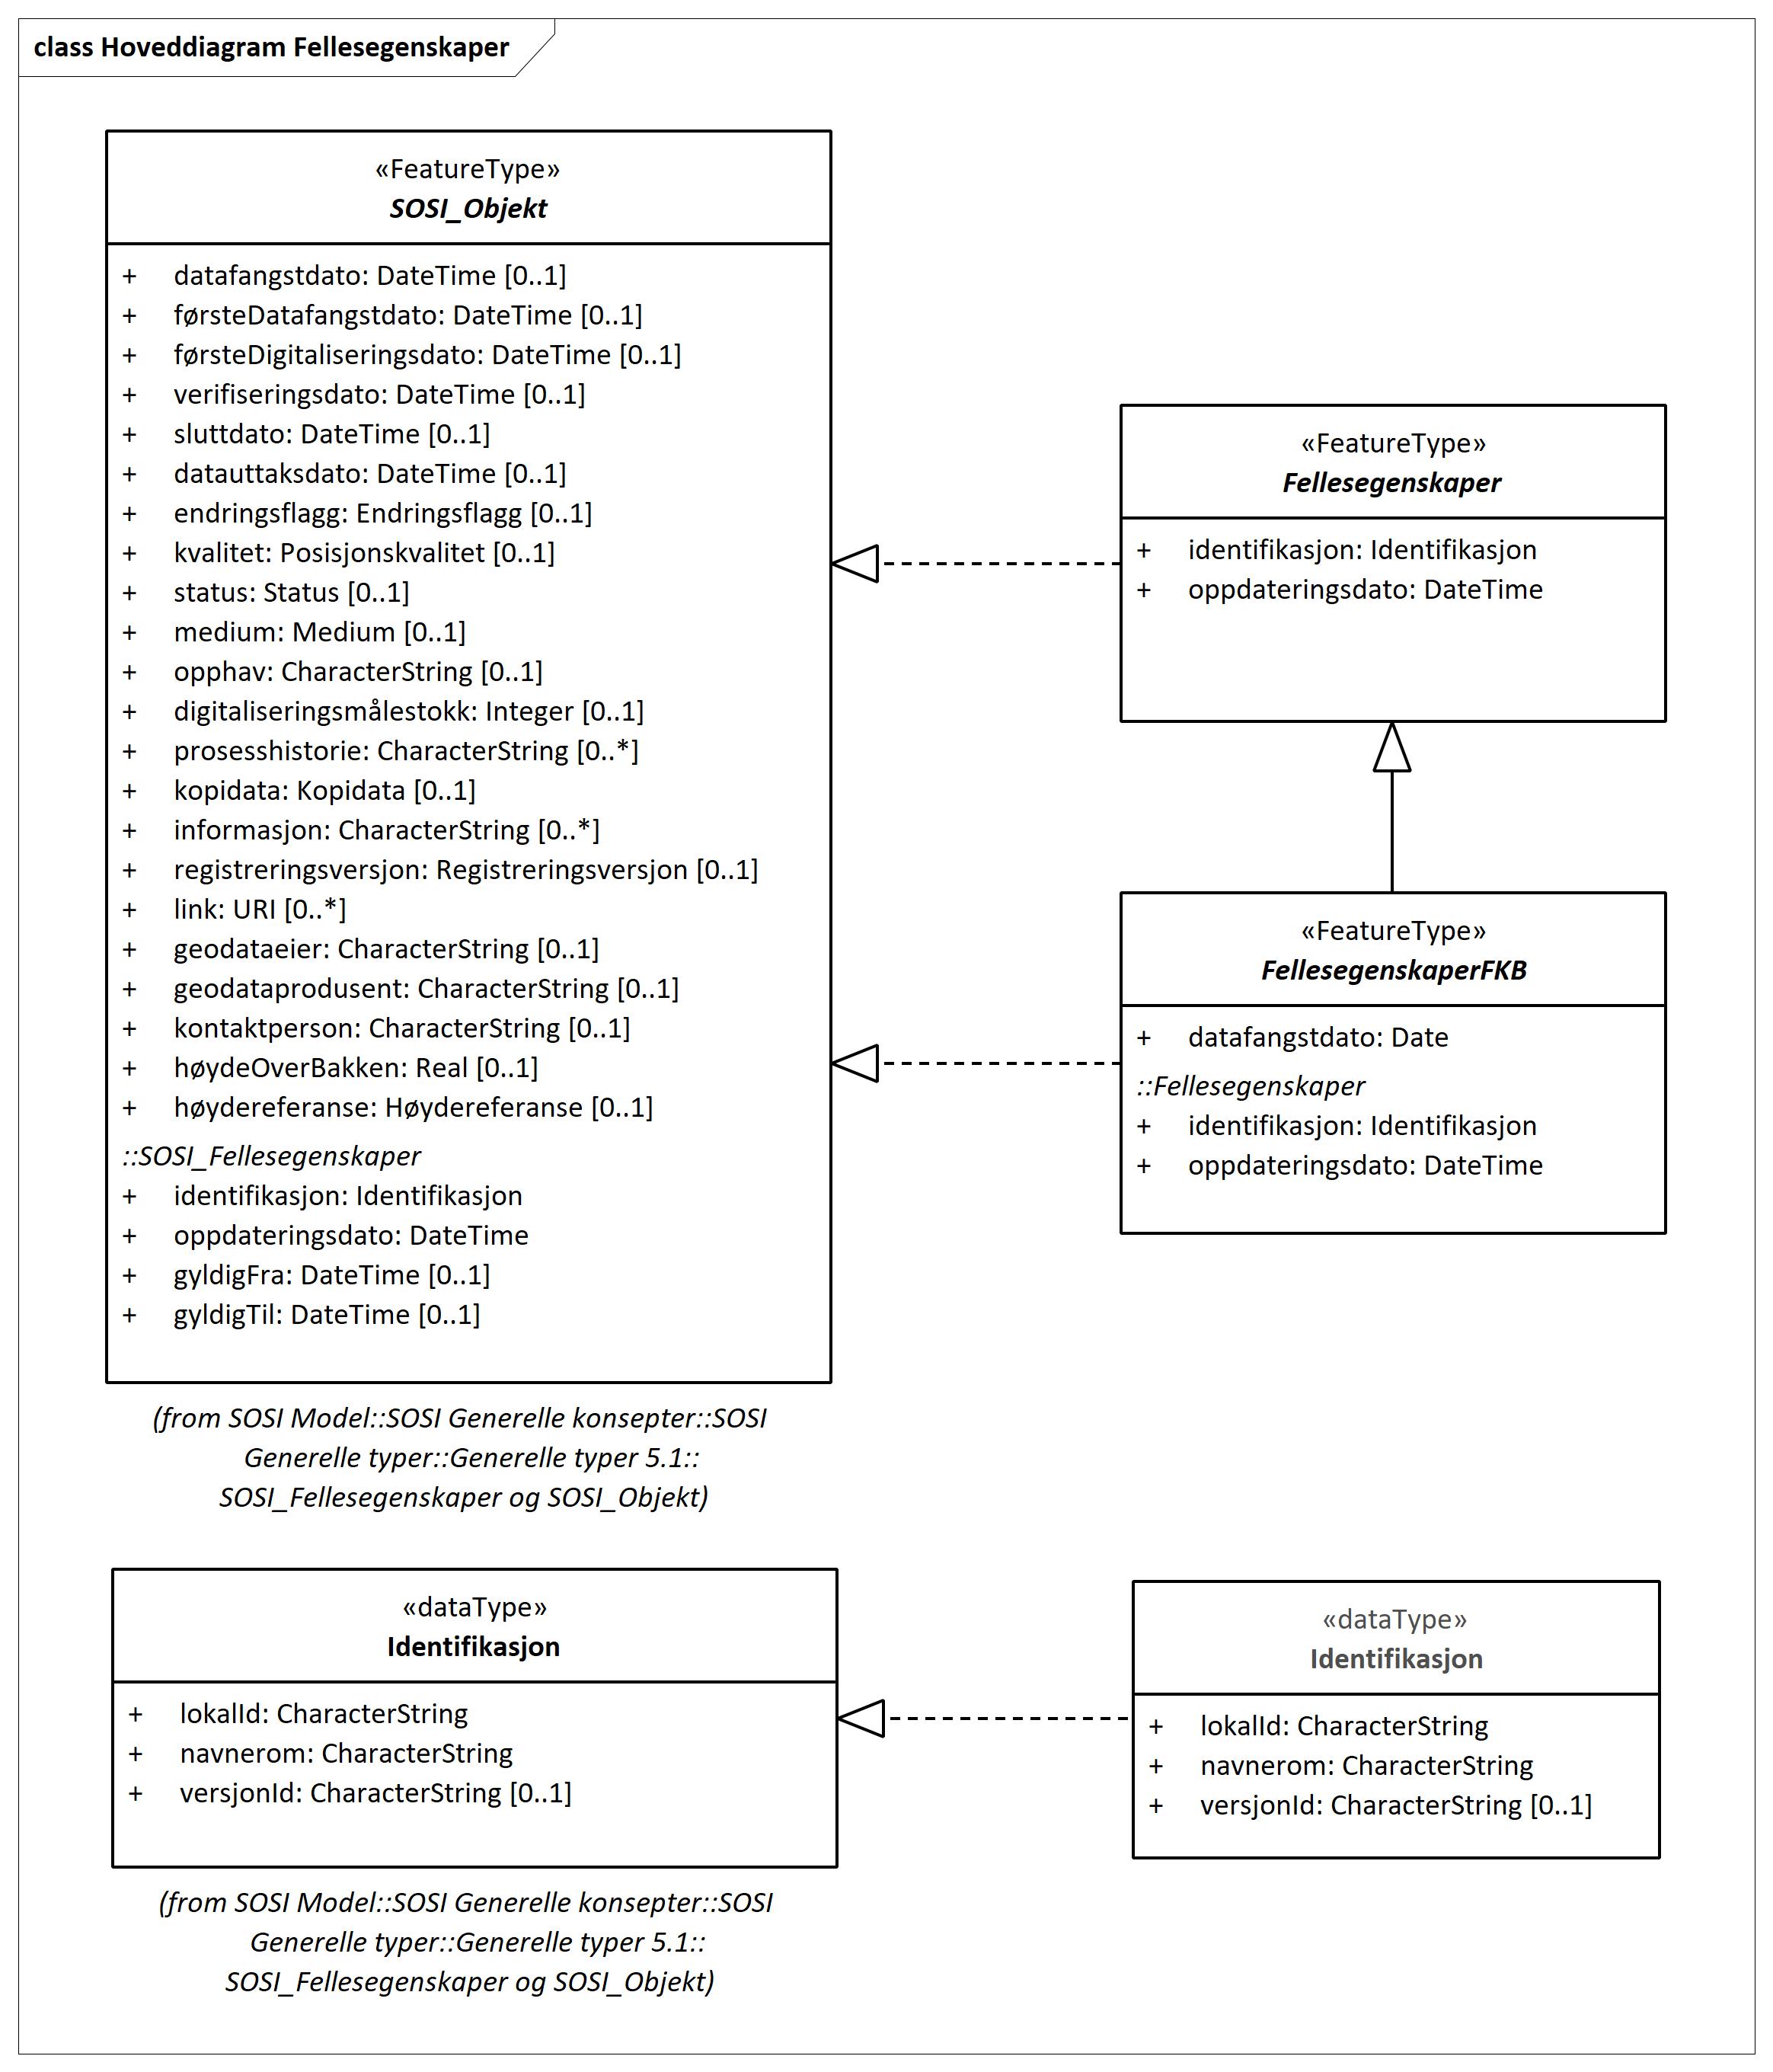 class Hoveddiagram Fellesegenskaper
«FeatureType»
SOSI_Objekt
+ datafangstdato: DateTime [0..1]
+ førsteDatafangstdato: DateTime [0..1]
+ førsteDigitaliseringsdato: DateTime [0..1]
+ verifiseringsdato: DateTime [0..1]
+ sluttdato: DateTime [0..1]
+ datauttaksdato: DateTime [0..1]
+ endringsflagg: Endringsflagg [0..1]
+ kvalitet: Posisjonskvalitet [0..1]
+ status: Status [0..1]
+ medium: Medium [0..1]
+ opphav: CharacterString [0..1]
+ digitaliseringsmålestokk: Integer [0..1]
+ prosesshistorie: CharacterString [0..*]
+ kopidata: Kopidata [0..1]
+ informasjon: CharacterString [0..*]
+ registreringsversjon: Registreringsversjon [0..1]
+ link: URI [0..*]
+ geodataeier: CharacterString [0..1]
+ geodataprodusent: CharacterString [0..1]
+ kontaktperson: CharacterString [0..1]
+ høydeOverBakken: Real [0..1]
+ høydereferanse: Høydereferanse [0..1]
::SOSI_Fellesegenskaper
+ identifikasjon: Identifikasjon
+ oppdateringsdato: DateTime
+ gyldigFra: DateTime [0..1]
+ gyldigTil: DateTime [0..1]
(from SOSI Model::SOSI Generelle konsepter::SOSI
Generelle typer::Generelle typer 5.1::
SOSI_Fellesegenskaper og SOSI_Objekt)
«FeatureType»
Fellesegenskaper
+ identifikasjon: Identifikasjon
+ oppdateringsdato: DateTime
«FeatureType»
FellesegenskaperFKB
+ datafangstdato: Date
::Fellesegenskaper
+ identifikasjon: Identifikasjon
+ oppdateringsdato: DateTime
«dataType»
Identifikasjon
+ lokalId: CharacterString
+ navnerom: CharacterString
+ versjonId: CharacterString [0..1]
(from SOSI Model::SOSI Generelle konsepter::SOSI
Generelle typer::Generelle typer 5.1::
SOSI_Fellesegenskaper og SOSI_Objekt)
«dataType»
Identifikasjon
+ lokalId: CharacterString
+ navnerom: CharacterString
+ versjonId: CharacterString [0..1]